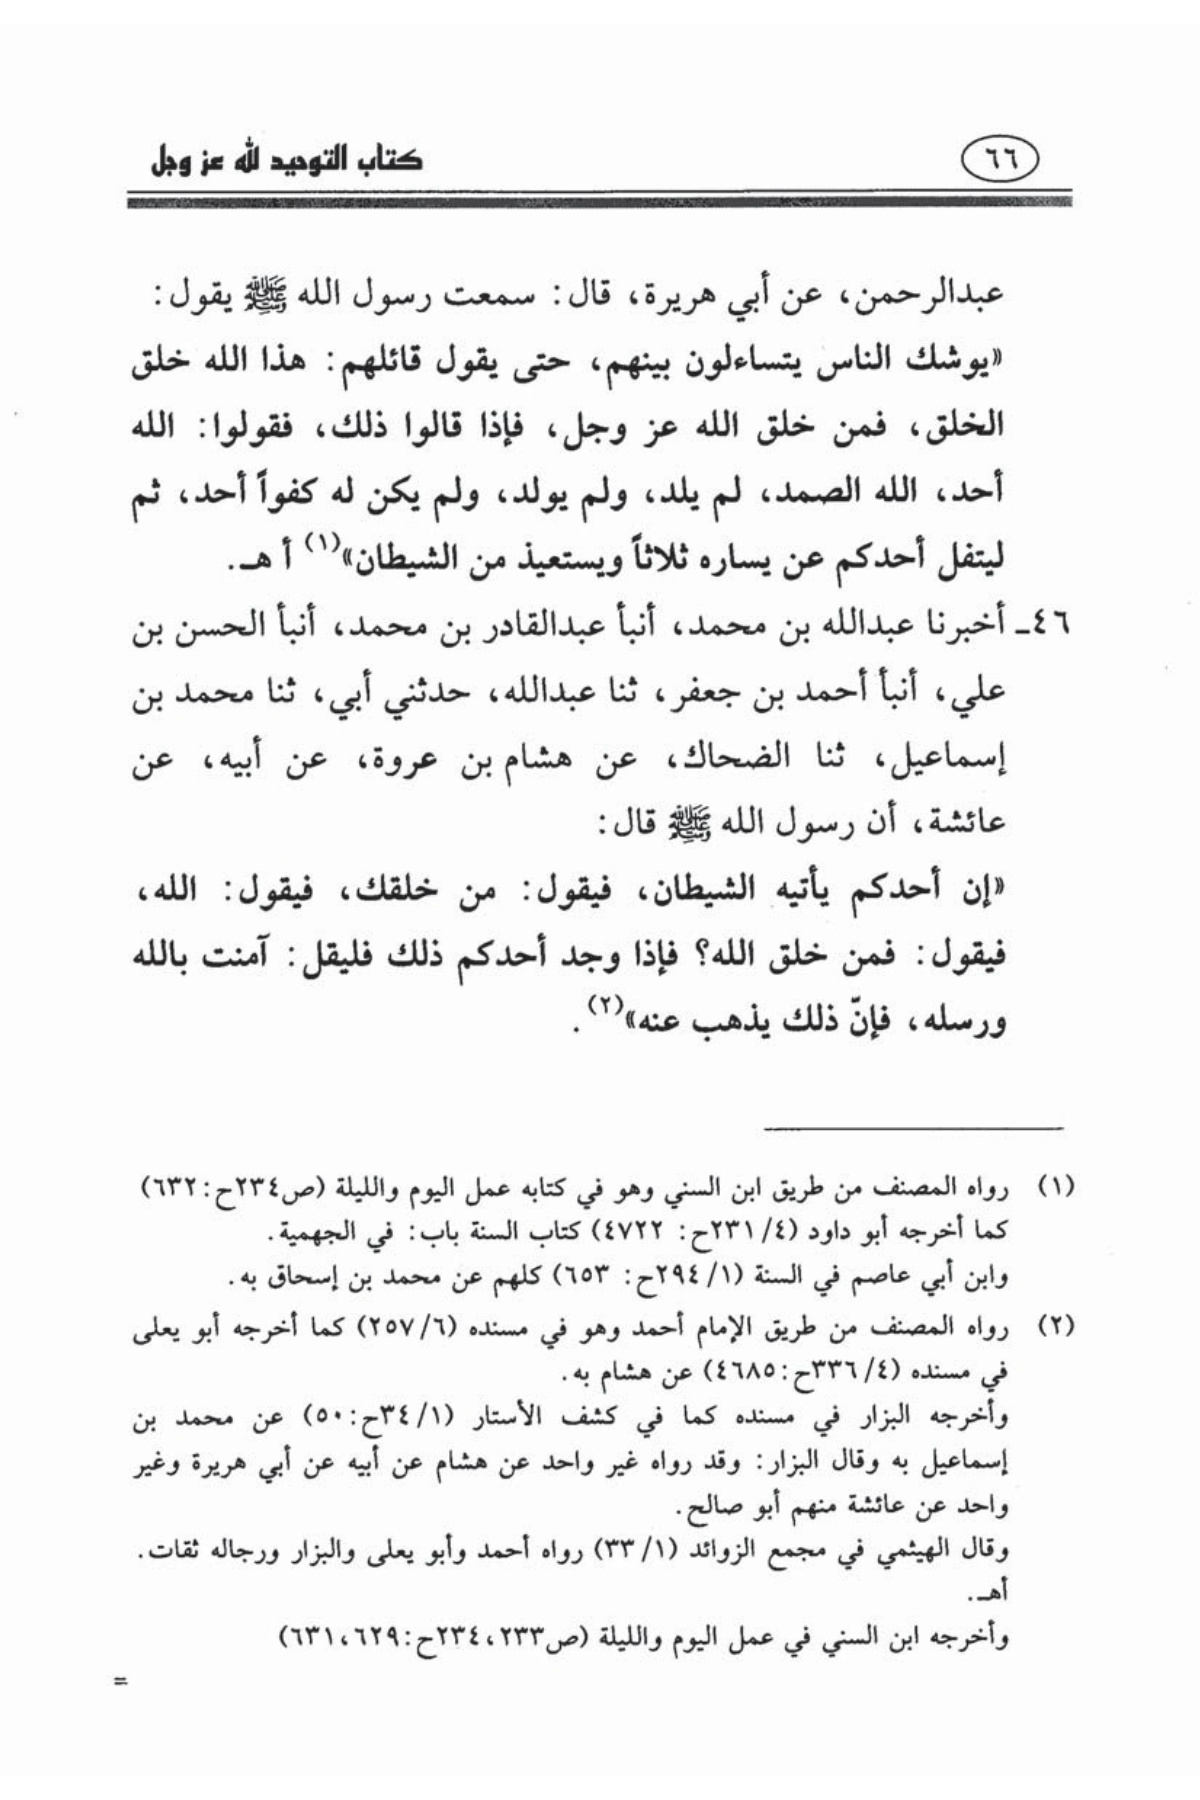 ٦٦
كتاب التوحيد لله عز وجل
عبدالرحمن، عن أبي هريرة، قال: سمعت رسول الله ﷺ يقول:
«يوشك الناس يتساءلون بينهم، حتى يقول قائلهم: هذا الله خلق
الخلق، فمن خلق الله عز وجل، فإذا قالوا ذلك، فقولوا: الله
أحد، الله الصمد، لم يلد، ولم يولد، ولم يكن له كفواً أحد، ثم
ليتفل أحدكم عن يساره ثلاثاً ويستعيذ من الشيطان»(١) أ هـ.
٤٦ـ أخبرنا عبدالله بن محمد، أنبأ عبدالقادر بن محمد، أنبأ الحسن بن
علي، أنبأ أحمد بن جعفر، ثنا عبدالله، حدثني أبي، ثنا محمد بن
إسماعيل، ثنا الضحاك، عن هشام بن عروة، عن أبيه، عن
عائشة، أن رسول الله ﷺ قال:
«إن أحدكم يأتيه الشيطان، فيقول: من خلقك، فيقول: الله،
فيقول: فمن خلق الله؟ فإذا وجد أحدكم ذلك فليقل: آمنت بالله
ورسله، فإنّ ذلك يذهب عنه»(٢).
(١) رواه المصنف من طريق ابن السني وهو في كتابه عمل اليوم والليلة (ص٢٣٤ح:٦٣٢)
كما أخرجه أبو داود (٤/ ٢٣١ح: ٤٧٢٢) كتاب السنة باب: في الجهمية.
وابن أبي عاصم في السنة (١/ ٢٩٤ح: ٦٥٣) كلهم عن محمد بن إسحاق به.
(٢) رواه المصنف من طريق الإمام أحمد وهو في مسنده (٦/ ٢٥٧) كما أخرجه أبو يعلى
في مسنده (٤/ ٣٣٦ح:٤٦٨٥) عن هشام به.
وأخرجه البزار في مسنده كما في كشف الأستار (١/ ٣٤ح:٥٠) عن محمد بن
إسماعيل به وقال البزار: وقد رواه غير واحد عن هشام عن أبيه عن أبي هريرة وغير
واحد عن عائشة منهم أبو صالح.
وقال الهيثمي في مجمع الزوائد (١/ ٣٣) رواه أحمد وأبو يعلى والبزار ورجاله ثقات.
أهـ.
وأخرجه ابن السني في عمل اليوم والليلة (ص٢٣٣، ٢٣٤ح:٦٢٩، ٦٣١)
=